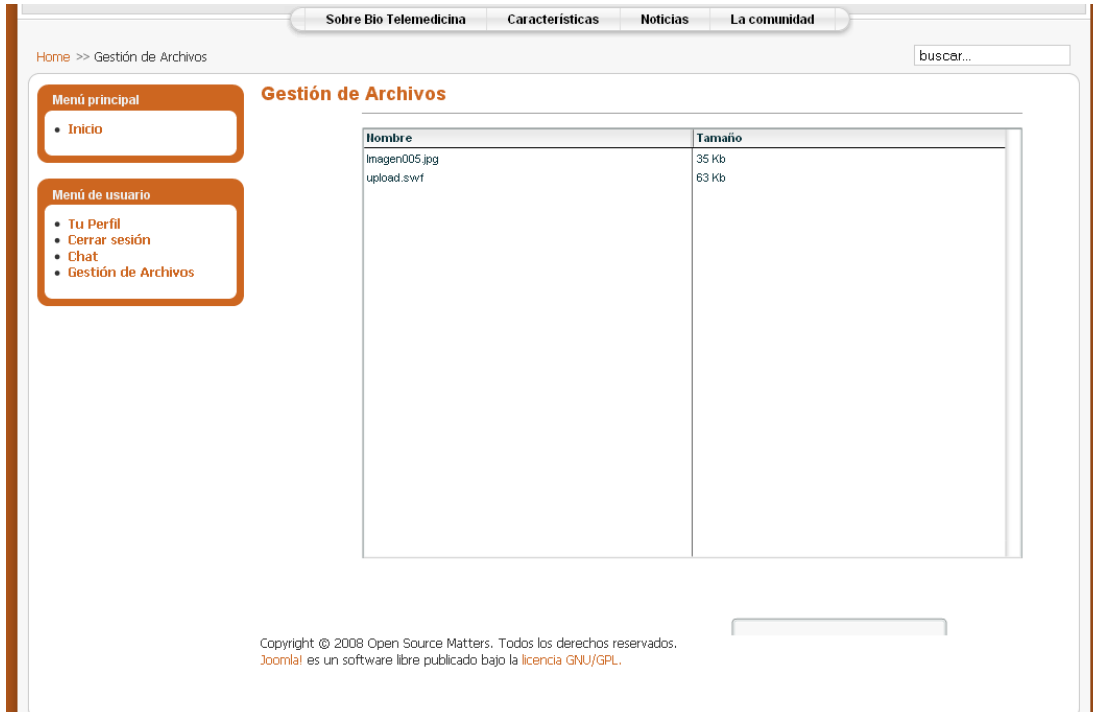 Sobre Bio Telemedicina Características Noticias La comunidad
Home >> Gestión de Archivos
buscar...
Menú principal
Inicio
Menú de usuario
Tu Perfil
Cerrar sesión
Chat
Gestión de Archivos
Gestión de Archivos
Nombre Tamaño
Imagen005.jpg 35 Kb
upload.swf 63 Kb
Copyright © 2008 Open Source Matters. Todos los derechos reservados.
Joomla! es un software libre publicado bajo la licencia GNU/GPL.